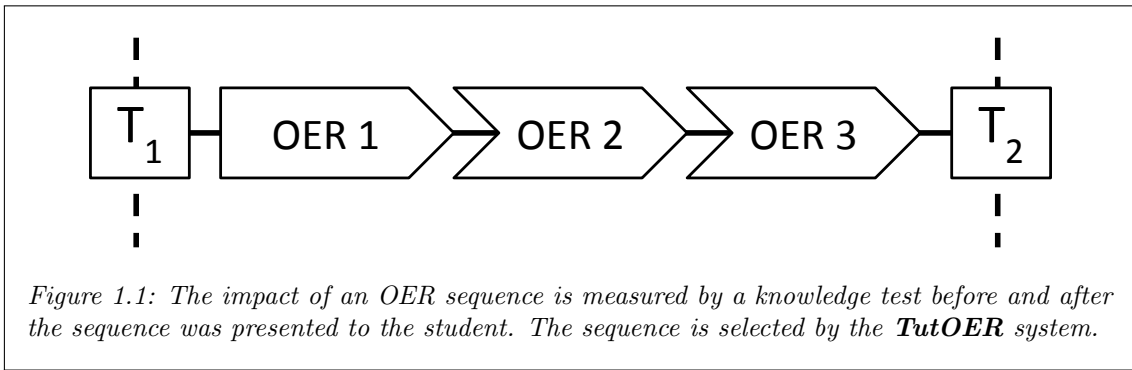 T1 OER 1 OER 2 OER 3 T2
Figure 1.1: The impact of an OER sequence is measured by a knowledge test before and after
the sequence was presented to the student. The sequence is selected by the TutOER system.